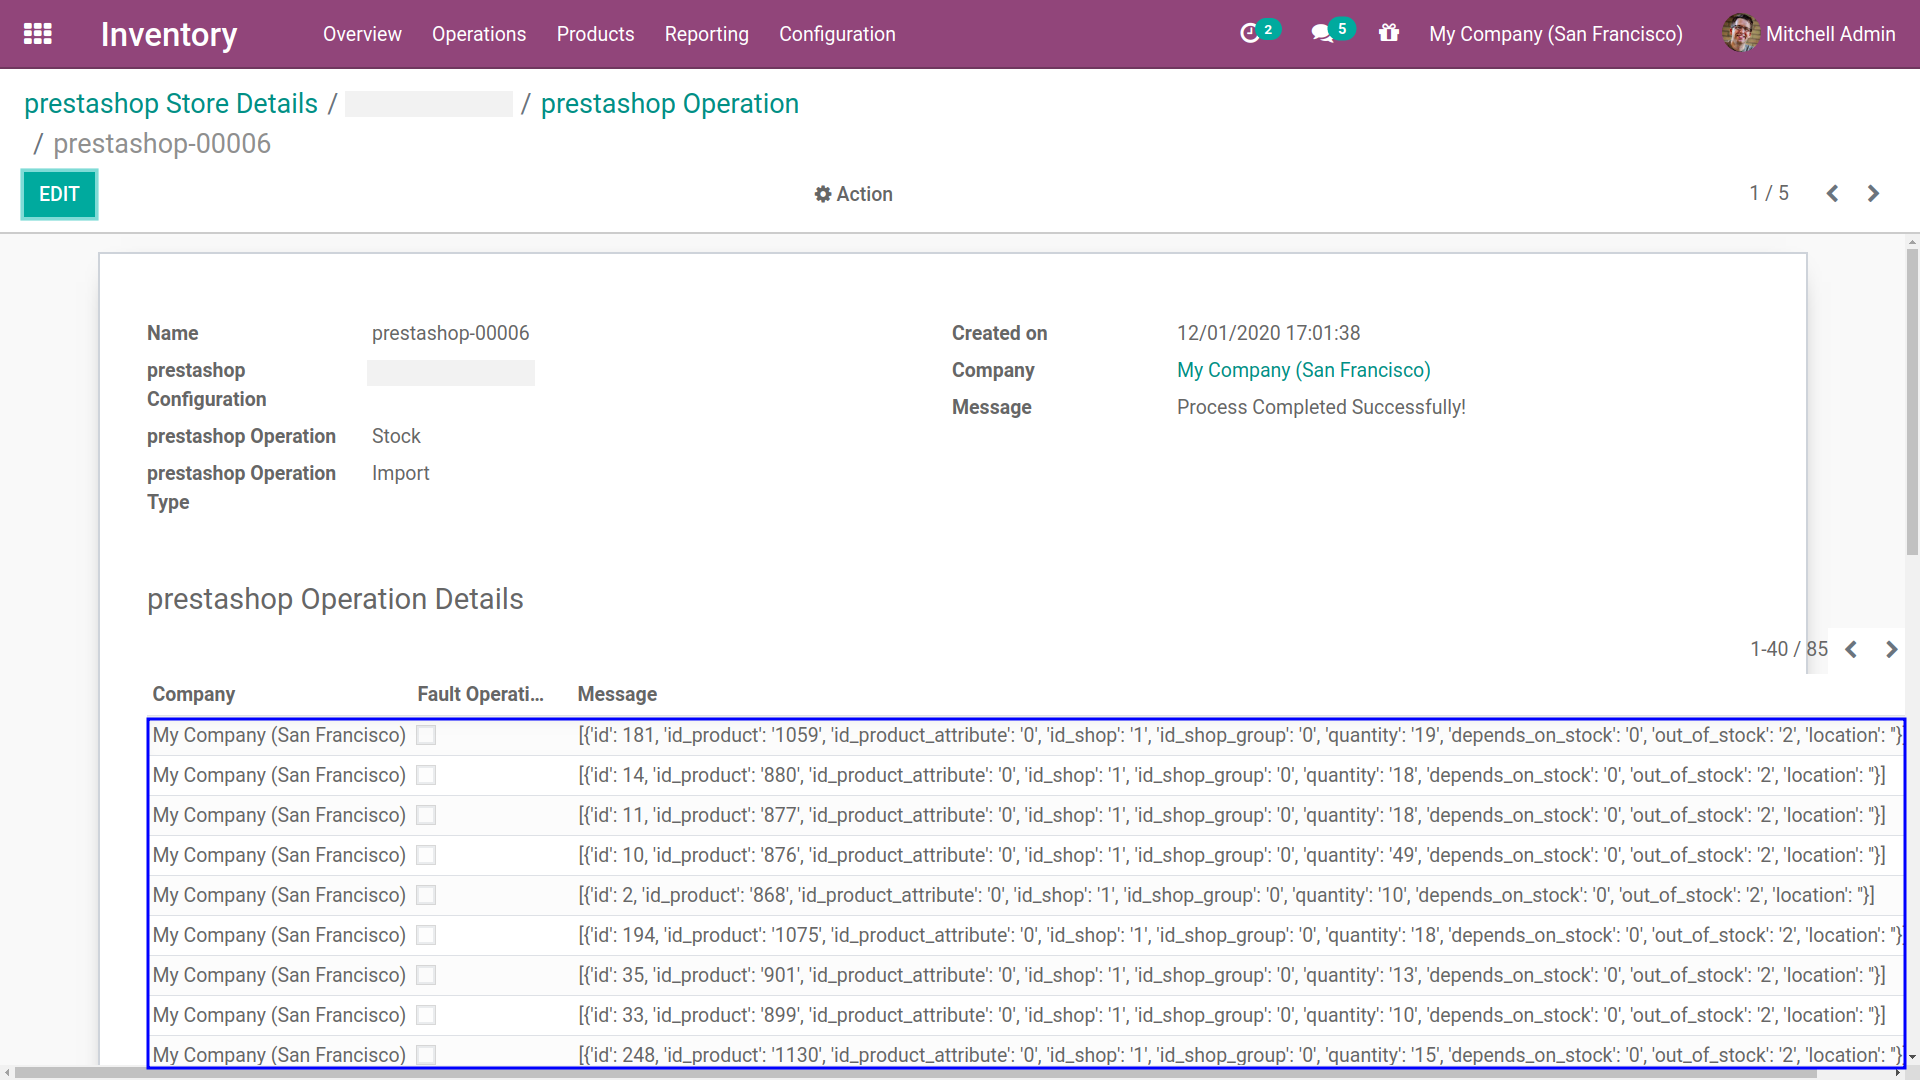 Inventory Overview Operations Products Reporting Configuration 2 5 My Company (San Francisco) Mitchell Admin
prestashop Store Details / / prestashop Operation
/ prestashop-00006
EDIT Action 1 / 5
Name prestashop-00006 Created on 12/01/2020 17:01:38
prestashop Configuration Company My Company (San Francisco)
Message Process Completed Successfully!
prestashop Operation Stock
prestashop Operation Type Import
prestashop Operation Details
1-40 / 85
Company Fault Operati... Message
My Company (San Francisco) [{'id': 181, 'id_product': '1059', 'id_product_attribute': '0', 'id_shop': '1', 'id_shop_group': '0', 'quantity': '19', 'depends_on_stock': '0', 'out_of_stock': '2', 'location': ''}
My Company (San Francisco) [{'id': 14, 'id_product': '880', 'id_product_attribute': '0', 'id_shop': '1', 'id_shop_group': '0', 'quantity': '18', 'depends_on_stock': '0', 'out_of_stock': '2', 'location': ''}]
My Company (San Francisco) [{'id': 11, 'id_product': '877', 'id_product_attribute': '0', 'id_shop': '1', 'id_shop_group': '0', 'quantity': '18', 'depends_on_stock': '0', 'out_of_stock': '2', 'location': ''}]
My Company (San Francisco) [{'id': 10, 'id_product': '876', 'id_product_attribute': '0', 'id_shop': '1', 'id_shop_group': '0', 'quantity': '49', 'depends_on_stock': '0', 'out_of_stock': '2', 'location': ''}]
My Company (San Francisco) [{'id': 2, 'id_product': '868', 'id_product_attribute': '0', 'id_shop': '1', 'id_shop_group': '0', 'quantity': '10', 'depends_on_stock': '0', 'out_of_stock': '2', 'location': ''}]
My Company (San Francisco) [{'id': 194, 'id_product': '1075', 'id_product_attribute': '0', 'id_shop': '1', 'id_shop_group': '0', 'quantity': '18', 'depends_on_stock': '0', 'out_of_stock': '2', 'location': ''}
My Company (San Francisco) [{'id': 35, 'id_product': '901', 'id_product_attribute': '0', 'id_shop': '1', 'id_shop_group': '0', 'quantity': '13', 'depends_on_stock': '0', 'out_of_stock': '2', 'location': ''}]
My Company (San Francisco) [{'id': 33, 'id_product': '899', 'id_product_attribute': '0', 'id_shop': '1', 'id_shop_group': '0', 'quantity': '10', 'depends_on_stock': '0', 'out_of_stock': '2', 'location': ''}]
My Company (San Francisco) [{'id': 248, 'id_product': '1130', 'id_product_attribute': '0', 'id_shop': '1', 'id_shop_group': '0', 'quantity': '15', 'depends_on_stock': '0', 'out_of_stock': '2', 'location': ''}